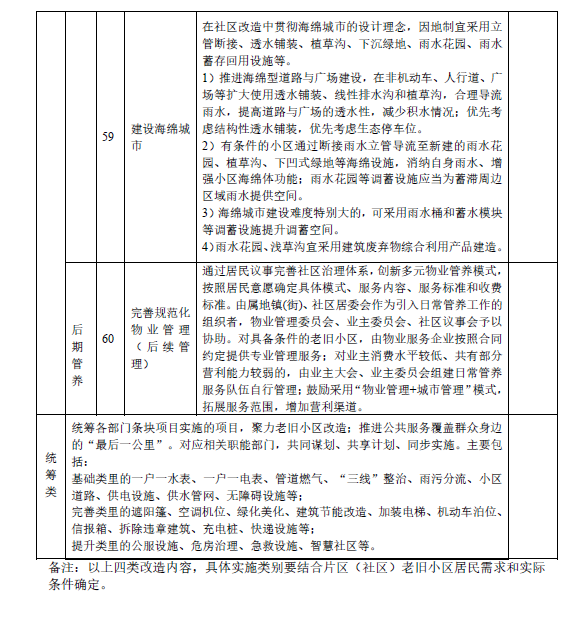 在社区改造中贯彻海绵城市的设计理念，因地制宜采用立
管断接、透水铺装、植草沟、下沉绿地、雨水花园、雨水
蓄存回用设施等。
1）推进海绵型道路与广场建设，在非机动车、人行道、广
场等扩大使用透水铺装、线性排水沟和植草沟，合理导流
雨水，提高道路与广场的透水性，减少积水情况；优先考
虑结构性透水铺装，优先考虑生态停车位。
59
建设海绵城
市
2）有条件的小区通过断接雨水立管导流至新建的雨水花
园、植草沟、下凹式绿地等海绵设施，消纳自身雨水、增
强小区海绵体功能；雨水花园等调蓄设施应当为蓄滞周边
区域雨水提供空间。
3）海绵城市建设难度特别大的，可采用雨水桶和蓄水模块
等调蓄设施提升调蓄空间。
4）雨水花园、浅草沟宜采用建筑废弃物综合利用产品建造。
后
期
管
养
60
完善规范化
物业管理
（后续管
理）
通过居民议事完善社区治理体系，创新多元物业管养模式，
按照居民意愿确定具体模式、服务内容、服务标准和收费
标准。由属地镇(街)、社区居委会作为引入日常管养工作的
组织者，物业管理委员会、业主委员会、社区议事会予以
协助。对具备条件的老旧小区，由物业服务企业按照合同
约定提供专业管理服务；对业主消费水平较低、共有部分
营利能力较弱的，由业主大会、业主委员会组建日常管养
服务队伍自行管理；鼓励采用“物业管理+城市管理”模式，
拓展服务范围，增加营利渠道。
统
筹
类
统筹各部门条块项目实施的项目，聚力老旧小区改造；推进公共服务覆盖群众身边
的“最后一公里”。对应相关职能部门，共同谋划、共享计划、同步实施。主要包
括：
基础类里的一户一水表、一户一电表、管道燃气、“三线”整治、雨污分流、小区
道路、供电设施、供水管网、无障碍设施等；
完善类里的遮阳篷、空调机位、绿化美化、建筑节能改造、加装电梯、机动车泊位、
信报箱、拆除违章建筑、充电桩、快递设施等；
提升类里的公服设施、危房治理、急救设施、智慧社区等。
备注：以上四类改造内容，具体实施类别要结合片区（社区）老旧小区居民需求和实际
条件确定。